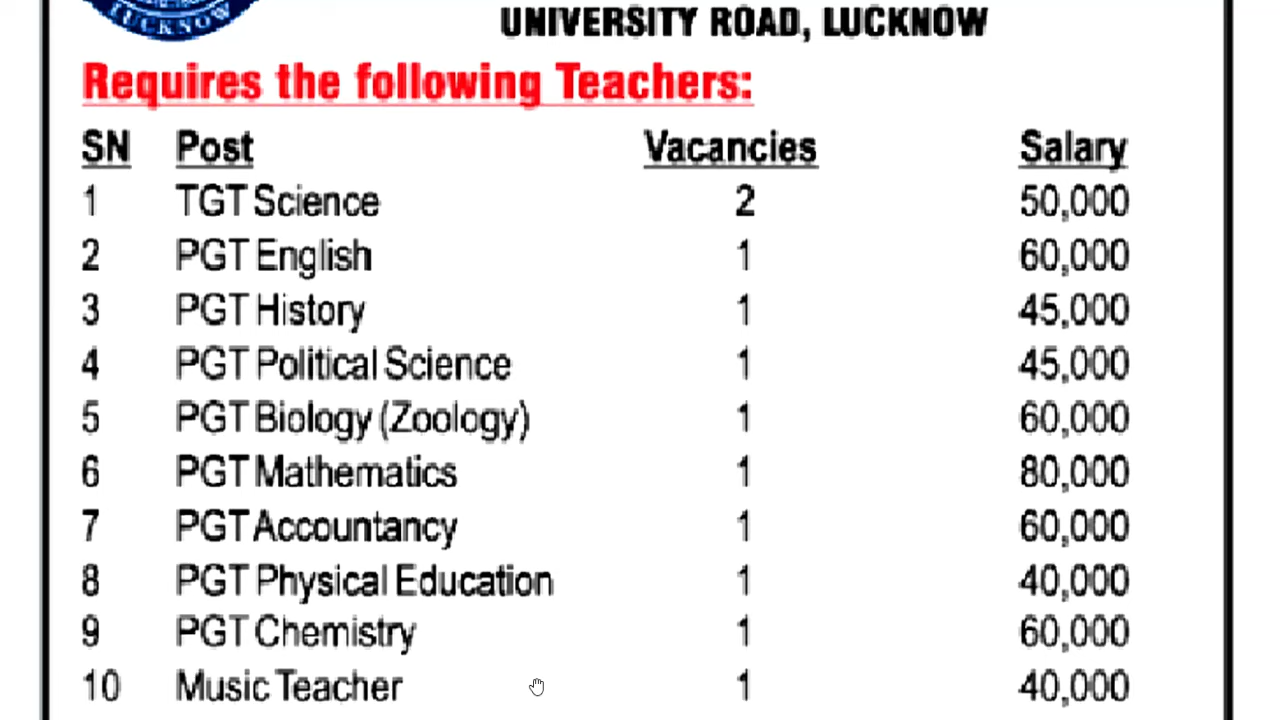 LUCKNOW
UNIVERSITY ROAD, LUCKNOW
Requires the following Teachers:
SN Post Vacancies Salary
1 TGT Science 2 50,000
2 PGT English 1 60,000
3 PGT History 1 45,000
4 PGT Political Science 1 45,000
5 PGT Biology (Zoology) 1 60,000
6 PGT Mathematics 1 80,000
7 PGT Accountancy 1 60,000
8 PGT Physical Education 1 40,000
9 PGT Chemistry 1 60,000
10 Music Teacher 1 40,000